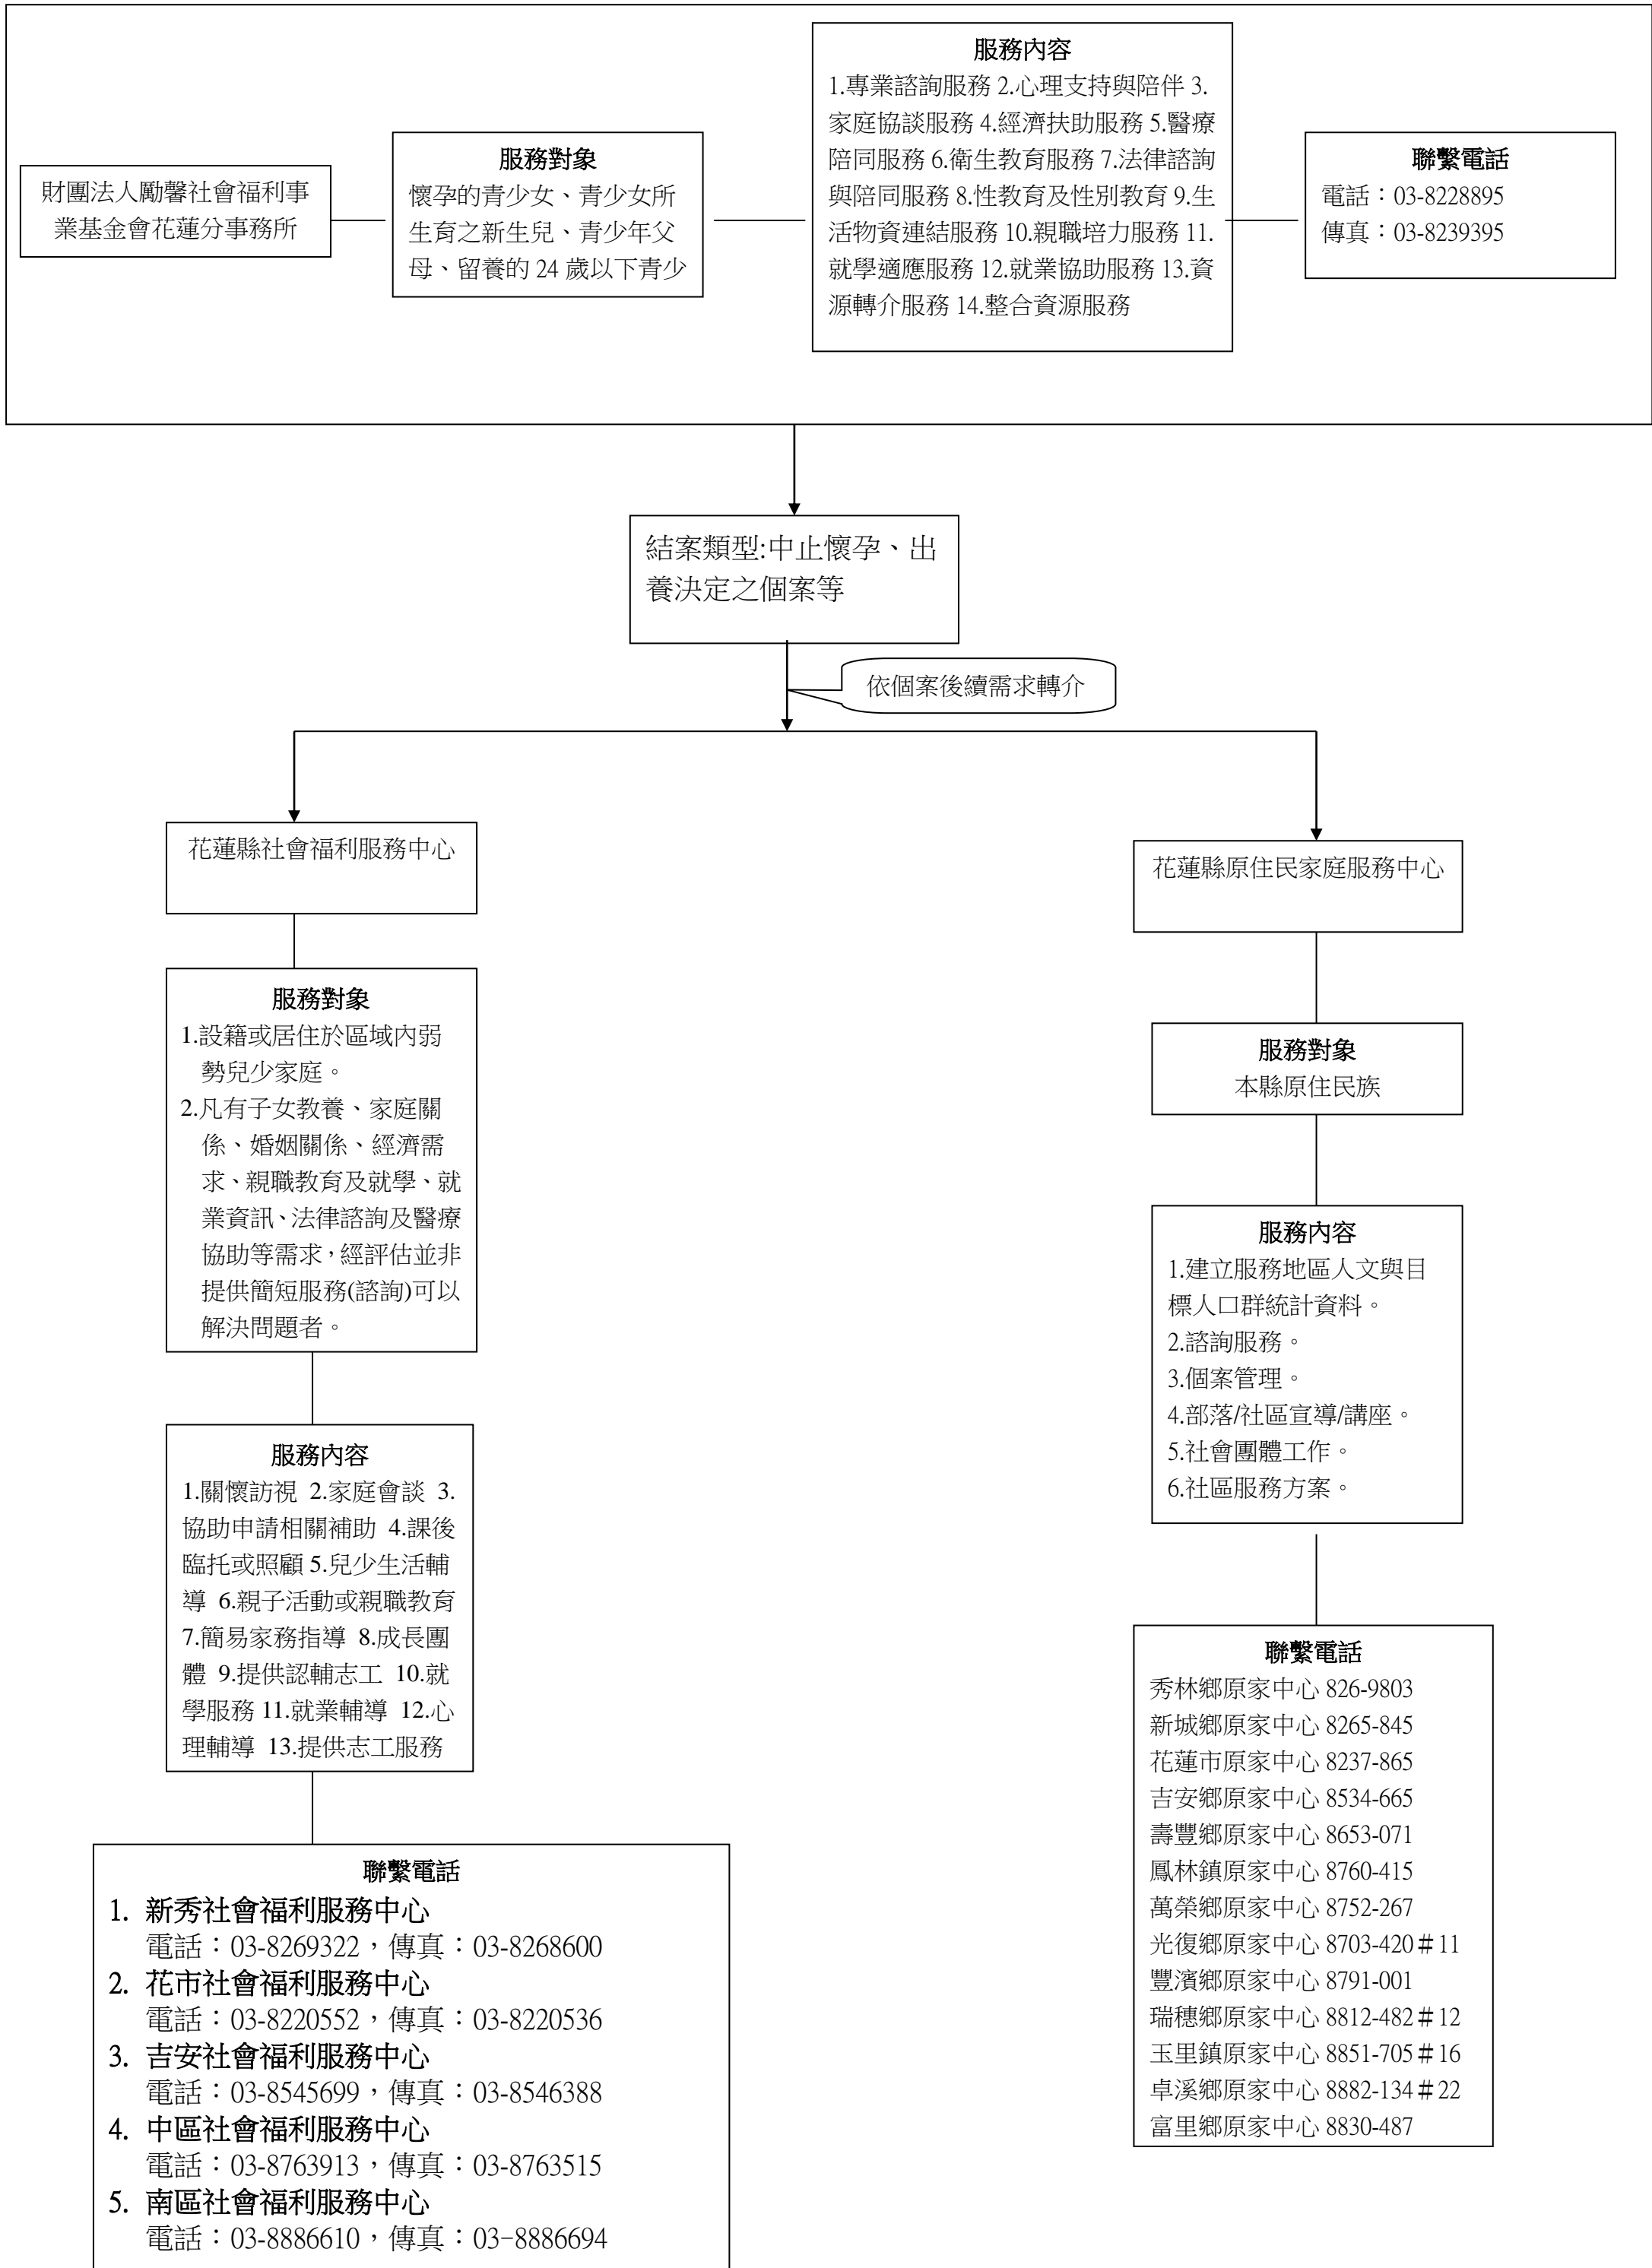 財團法人勵馨社會福利事
業基金會花蓮分事務所
服務對象
懷孕的青少女、青少女所
生育之新生兒、青少年父
母、留養的 24 歲以下青少
服務內容
1.專業諮詢服務 2.心理支持與陪伴 3.
家庭協談服務 4.經濟扶助服務 5.醫療
陪同服務 6.衛生教育服務 7.法律諮詢
與陪同服務 8.性教育及性別教育 9.生
活物資連結服務 10.親職培力服務 11.
就學適應服務 12.就業協助服務 13.資
源轉介服務 14.整合資源服務
聯繫電話
電話：03-8228895
傳真：03-8239395
結案類型:中止懷孕、出
養決定之個案等
依個案後續需求轉介
花蓮縣社會福利服務中心
服務對象
1.設籍或居住於區域內弱
勢兒少家庭。
2.凡有子女教養、家庭關
係、婚姻關係、經濟需
求、親職教育及就學、就
業資訊、法律諮詢及醫療
協助等需求，經評估並非
提供簡短服務(諮詢)可以
解決問題者。
服務內容
1.關懷訪視 2.家庭會談 3.
協助申請相關補助 4.課後
臨托或照顧 5.兒少生活輔
導 6.親子活動或親職教育
7.簡易家務指導 8.成長團
體 9.提供認輔志工 10.就
學服務 11.就業輔導 12.心
理輔導 13.提供志工服務
聯繫電話
1. 新秀社會福利服務中心
電話：03-8269322，傳真：03-8268600
2. 花市社會福利服務中心
電話：03-8220552，傳真：03-8220536
3. 吉安社會福利服務中心
電話：03-8545699，傳真：03-8546388
4. 中區社會福利服務中心
電話：03-8763913，傳真：03-8763515
5. 南區社會福利服務中心
電話：03-8886610，傳真：03-8886694
花蓮縣原住民家庭服務中心
服務對象
本縣原住民族
服務內容
1.建立服務地區人文與目
標人口群統計資料。
2.諮詢服務。
3.個案管理。
4.部落/社區宣導/講座。
5.社會團體工作。
6.社區服務方案。
聯繫電話
秀林鄉原家中心 826-9803
新城鄉原家中心 8265-845
花蓮市原家中心 8237-865
吉安鄉原家中心 8534-665
壽豐鄉原家中心 8653-071
鳳林鎮原家中心 8760-415
萬榮鄉原家中心 8752-267
光復鄉原家中心 8703-420＃11
豐濱鄉原家中心 8791-001
瑞穗鄉原家中心 8812-482＃12
玉里鎮原家中心 8851-705＃16
卓溪鄉原家中心 8882-134＃22
富里鄉原家中心 8830-487